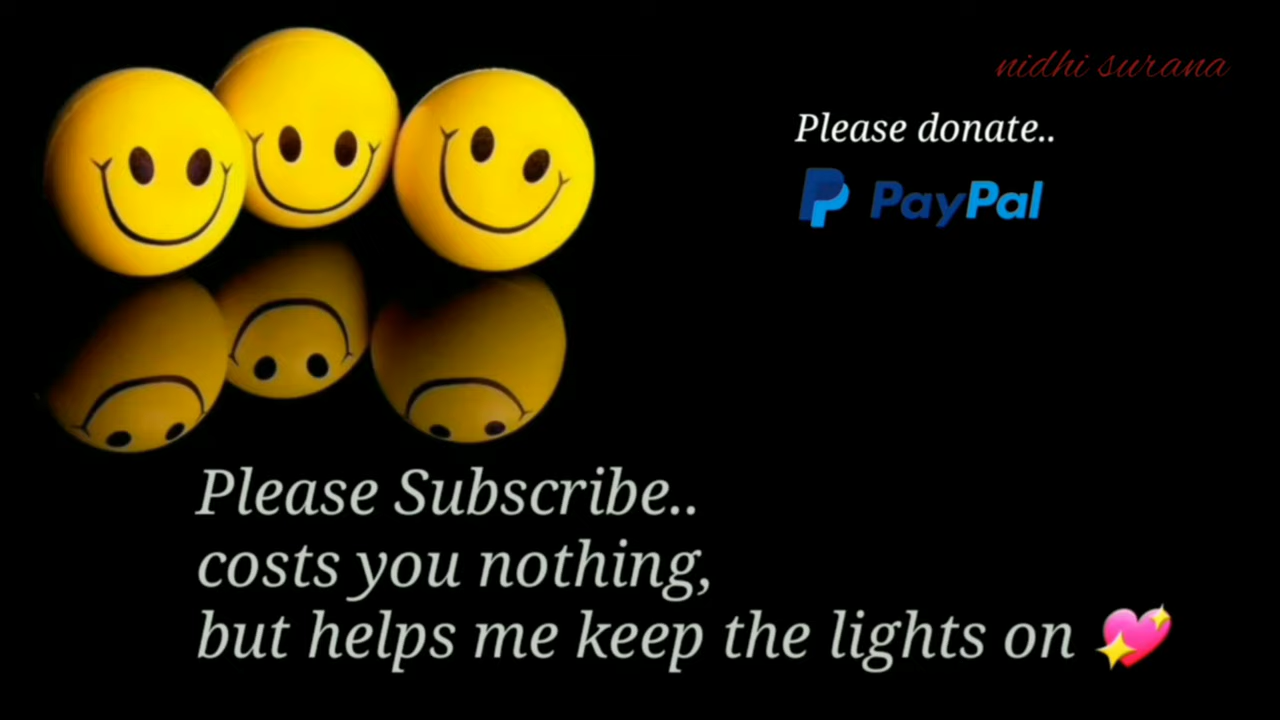 nidhi surana
Please donate..
PayPal
Please Subscribe..
costs you nothing,
but helps me keep the lights on 💖